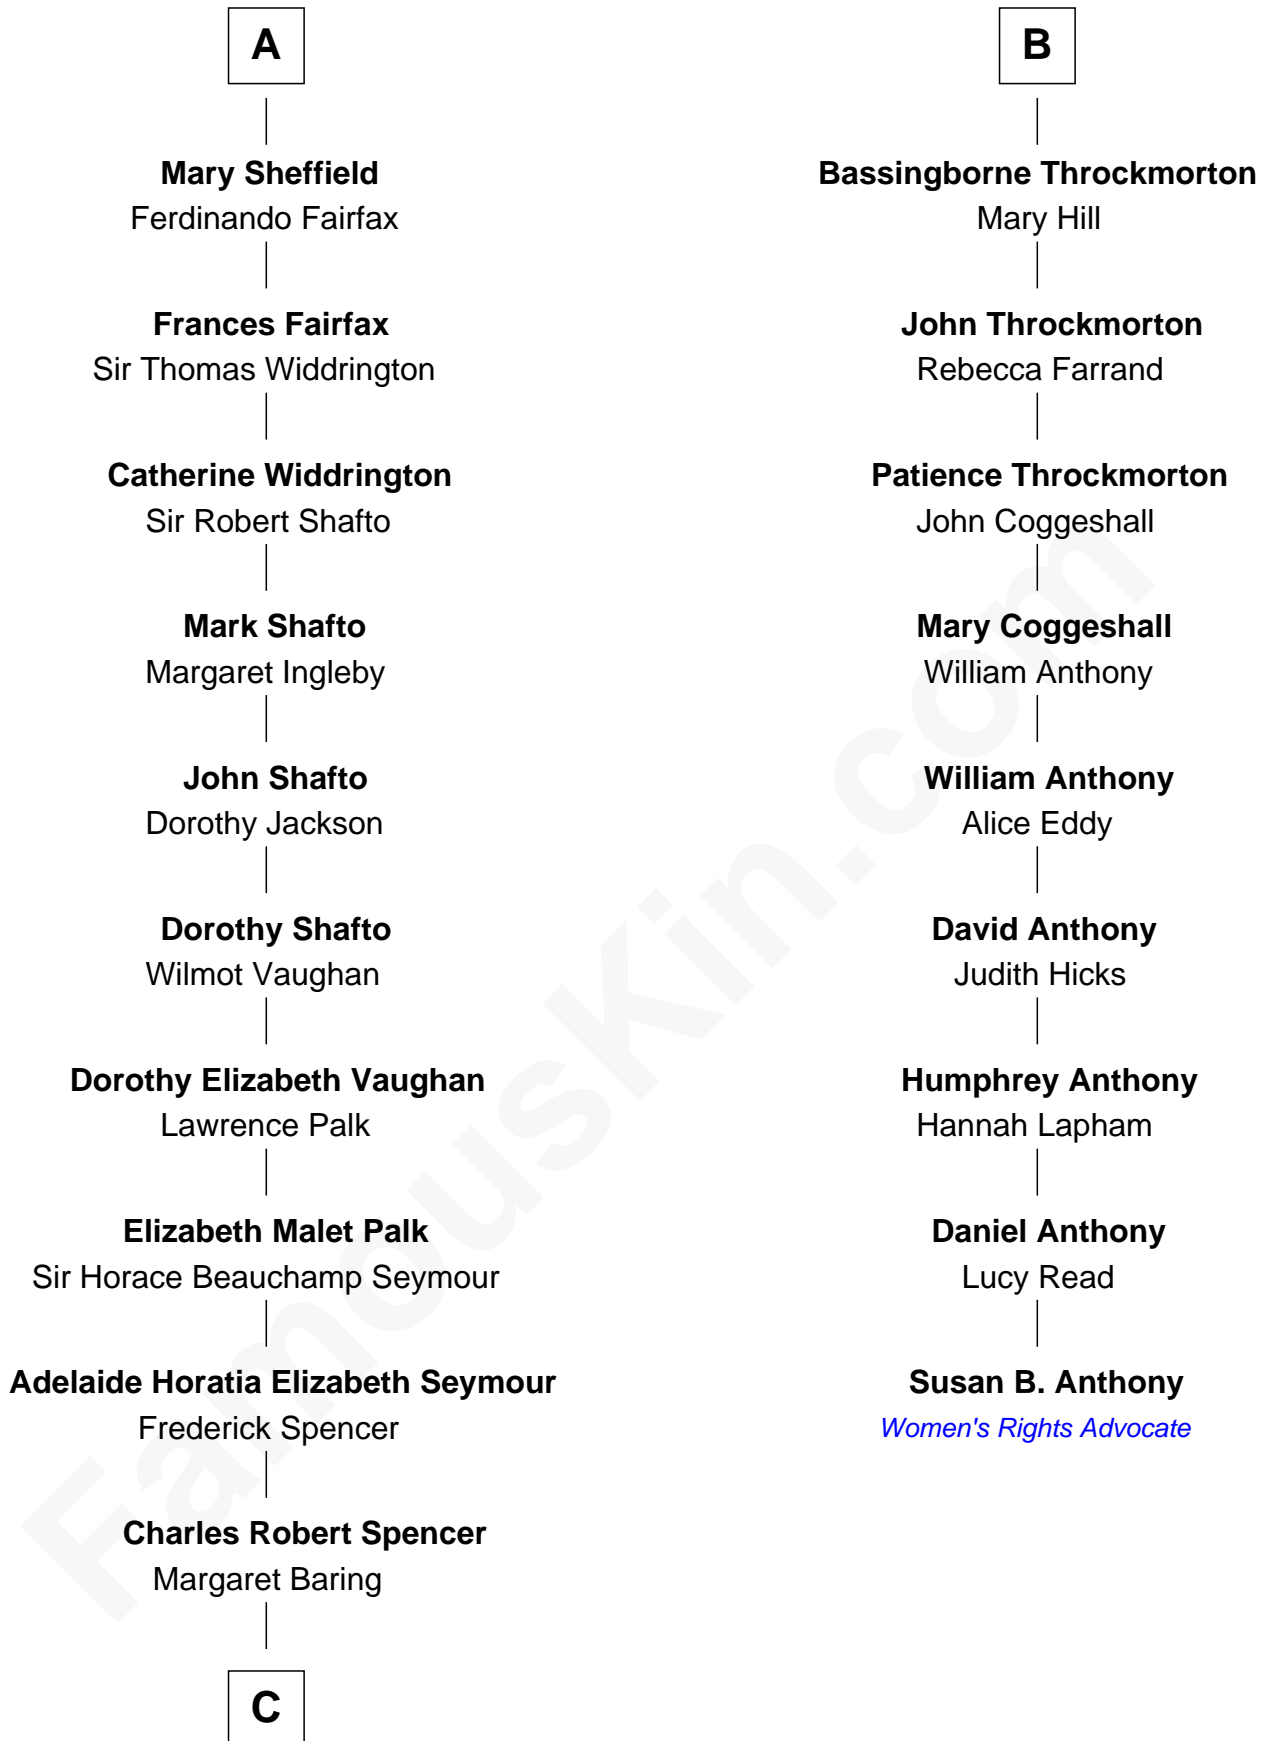 A
Mary Sheffield
Ferdinando Fairfax
Frances Fairfax
Sir Thomas Widdrington
Catherine Widdrington
Sir Robert Shafto
Mark Shafto
Margaret Ingleby
John Shafto
Dorothy Jackson
Dorothy Shafto
Wilmot Vaughan
Dorothy Elizabeth Vaughan
Lawrence Palk
Elizabeth Malet Palk
Sir Horace Beauchamp Seymour
Adelaide Horatia Elizabeth Seymour
Frederick Spencer
Charles Robert Spencer
Margaret Baring
C
B
Bassingborne Throckmorton
Mary Hill
John Throckmorton
Rebecca Farrand
Patience Throckmorton
John Coggeshall
Mary Coggeshall
William Anthony
William Anthony
Alice Eddy
David Anthony
Judith Hicks
Humphrey Anthony
Hannah Lapham
Daniel Anthony
Lucy Read
Susan B. Anthony
Women's Rights Advocate
FamousKin.com